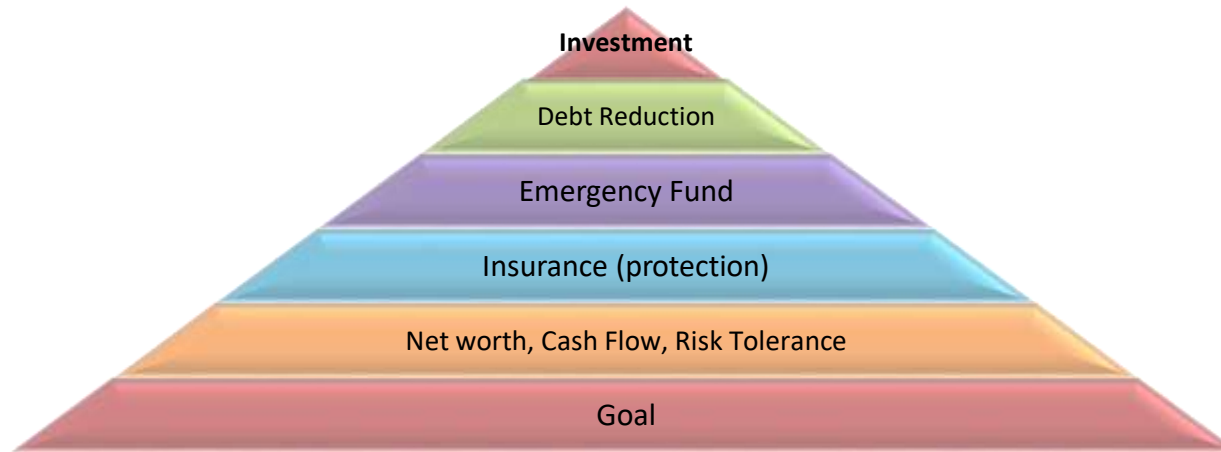 Investment
Debt Reduction
Emergency Fund
Insurance (protection)
Net worth, Cash Flow, Risk Tolerance
Goal